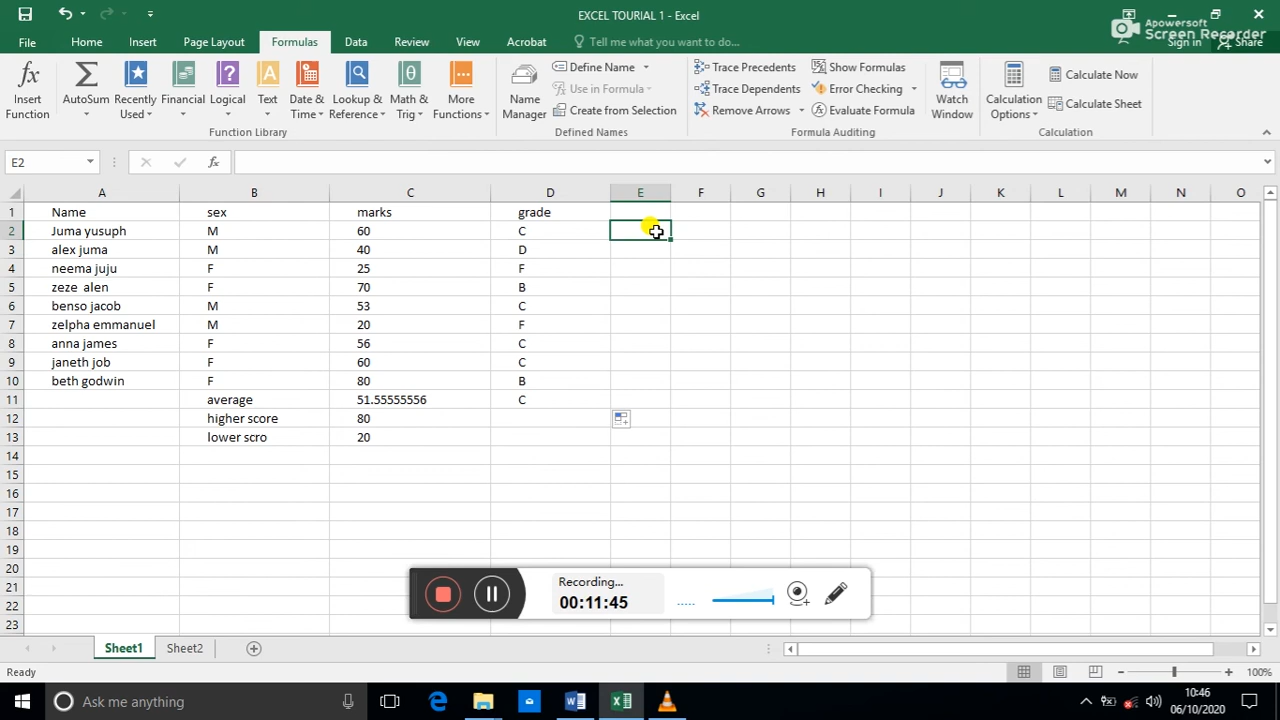 EXCEL TOURIAL 1 - Excel
Apowersoft
Screen Recorder
File Home Insert Page Layout Formulas Data Review View Acrobat Tell me what you want to do... Sign in Share
Insert Function
AutoSum
Recently Used
Financial
Logical
Text
Date & Time
Lookup & Reference
Math & Trig
More Functions
Function Library
Name Manager
Define Name
Use in Formula
Create from Selection
Defined Names
Trace Precedents
Trace Dependents
Remove Arrows
Show Formulas
Error Checking
Evaluate Formula
Formula Auditing
Watch Window
Calculation Options
Calculate Now
Calculate Sheet
Calculation
E2 fx
A B C D E F G H I J K L M N O
1 Name sex marks grade
2 Juma yusuph M 60 C
3 alex juma M 40 D
4 neema juju F 25 F
5 zeze alen F 70 B
6 benso jacob M 53 C
7 zelpha emmanuel M 20 F
8 anna james F 56 C
9 janeth job F 60 C
10 beth godwin F 80 B
11 average 51.55555556 C
12 higher score 80
13 lower scro 20
14
15
16
17
18
19
20
21
22
23
Recording...
00:11:45
Sheet1 Sheet2
Ready 100%
Ask me anything
10:46
06/10/2020